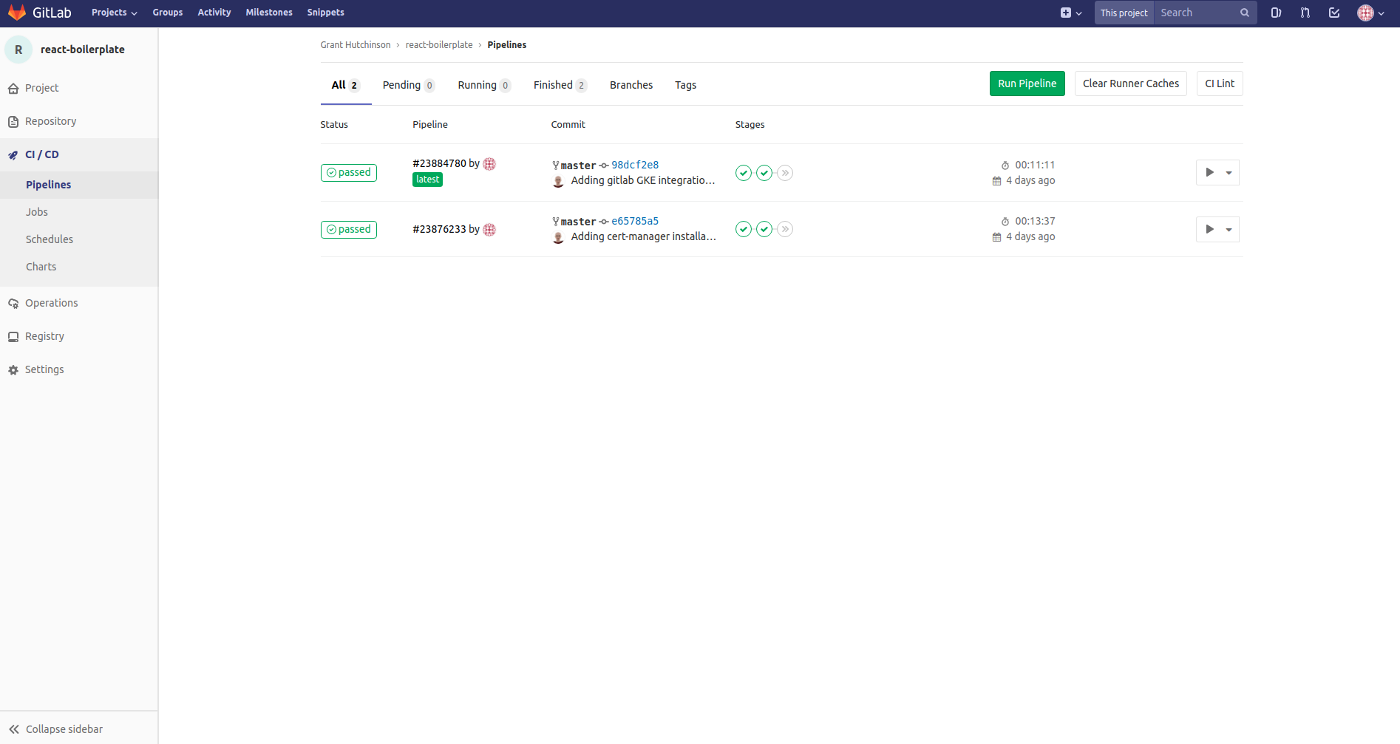 GitLab Projects Groups Activity Milestones Snippets This project Search
R react-boilerplate
Project
Repository
CI / CD
Pipelines
Jobs
Schedules
Charts
Operations
Registry
Settings
Collapse sidebar
Grant Hutchinson › react-boilerplate › Pipelines
All 2 Pending 0 Running 0 Finished 2 Branches Tags Run Pipeline Clear Runner Caches CI Lint
Status Pipeline Commit Stages
passed #23884780 by master 98dcf2e8 00:11:11
latest Adding gitlab GKE integratio... 4 days ago
passed #23876233 by master e65785a5 00:13:37
Adding cert-manager installa... 4 days ago